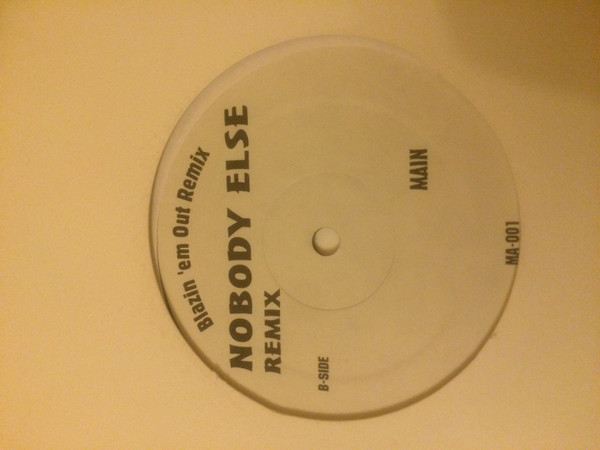 Blazin 'em Out Remix
NOBODY ELSE
REMIX
B-SIDE
MAIN
MA-001